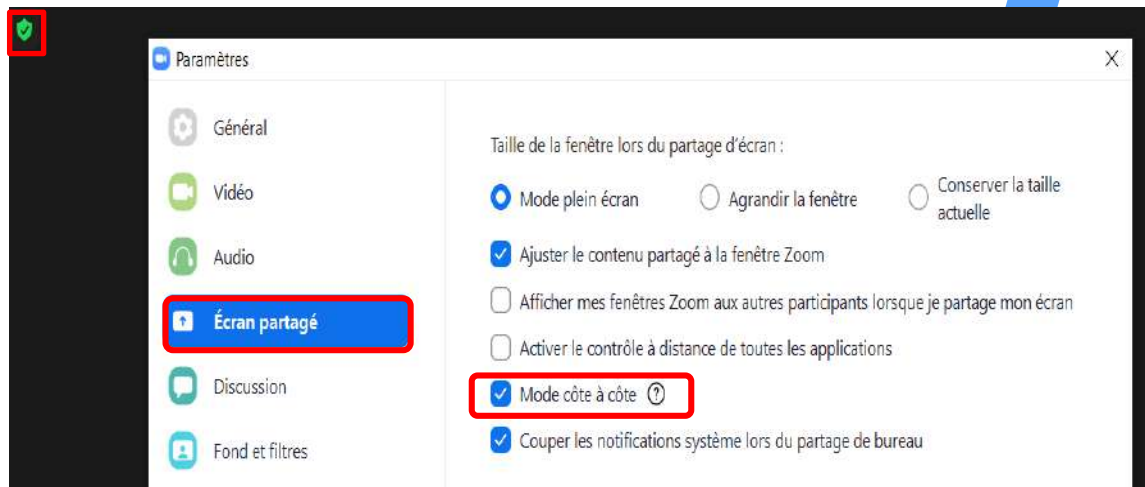 Paramètres
Général
Vidéo
Audio
Écran partagé
Discussion
Fond et filtres
Taille de la fenêtre lors du partage d'écran :
Mode plein écran
Agrandir la fenêtre
Conserver la taille
actuelle
Ajuster le contenu partagé à la fenêtre Zoom
Afficher mes fenêtres Zoom aux autres participants lorsque je partage mon écran
Activer le contrôle à distance de toutes les applications
Mode côte à côte ?
Couper les notifications système lors du partage de bureau